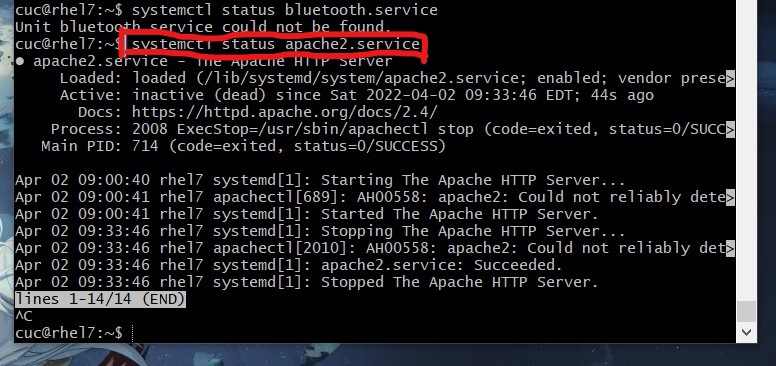 cuc@rhel7:~$ systemctl status bluetooth.service
Unit bluetooth.service could not be found.
cuc@rhel7:~$ systemctl status apache2.service
● apache2.service - The Apache HTTP Server
Loaded: loaded (/lib/systemd/system/apache2.service; enabled; vendor prese>
Active: inactive (dead) since Sat 2022-04-02 09:33:46 EDT; 44s ago
Docs: https://httpd.apache.org/docs/2.4/
Process: 2008 ExecStop=/usr/sbin/apachectl stop (code=exited, status=0/SUCC>
Main PID: 714 (code=exited, status=0/SUCCESS)
Apr 02 09:00:40 rhel7 systemd[1]: Starting The Apache HTTP Server...
Apr 02 09:00:41 rhel7 apachectl[689]: AH00558: apache2: Could not reliably dete>
Apr 02 09:00:41 rhel7 systemd[1]: Started The Apache HTTP Server.
Apr 02 09:33:46 rhel7 systemd[1]: Stopping The Apache HTTP Server...
Apr 02 09:33:46 rhel7 apachectl[2010]: AH00558: apache2: Could not reliably det>
Apr 02 09:33:46 rhel7 systemd[1]: apache2.service: Succeeded.
Apr 02 09:33:46 rhel7 systemd[1]: Stopped The Apache HTTP Server.
lines 1-14/14 (END)
^C
cuc@rhel7:~$